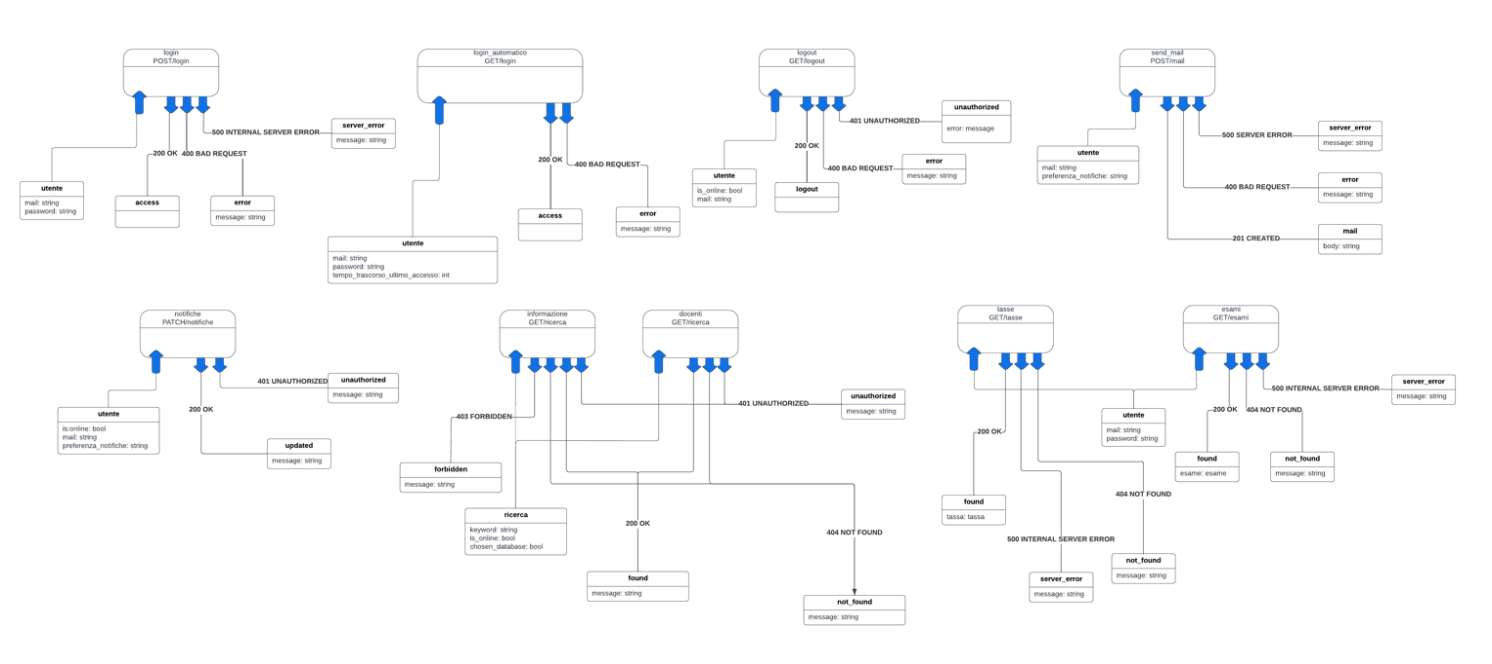 login
POST/login
500 INTERNAL SERVER ERROR
server_error
message: string
200 OK
400 BAD REQUEST
utente
mail: string
password: string
access
error
message: string
login_automatico
GET/login
200 OK
400 BAD REQUEST
access
error
message: string
utente
mail: string
password: string
tempo_trascorso_ultimo_accesso: int
logout
GET/logout
401 UNAUTHORIZED
unauthorized
error: message
200 OK
400 BAD REQUEST
error
message: string
utente
is_online: bool
mail: string
logout
send_mail
POST/mail
500 SERVER ERROR
server_error
message: string
utente
mail: string
preferenza_notifiche: string
400 BAD REQUEST
error
message: string
201 CREATED
mail
body: string
notifiche
PATCH/notifiche
401 UNAUTHORIZED
unauthorized
message: string
200 OK
utente
is:online: bool
mail: string
preferenza_notifiche: string
updated
message: string
informazione
GET/ricerca
docenti
GET/ricerca
403 FORBIDDEN
401 UNAUTHORIZED
unauthorized
message: string
forbidden
message: string
ricerca
keyword: string
is_online: bool
chosen_database: bool
200 OK
404 NOT FOUND
found
message: string
not_found
message: string
tasse
GET/tasse
esami
GET/esami
500 INTERNAL SERVER ERROR
server_error
message: string
utente
mail: string
password: string
200 OK
404 NOT FOUND
200 OK
found
esame: esame
not_found
message: string
404 NOT FOUND
found
tassa: tassa
500 INTERNAL SERVER ERROR
not_found
message: string
server_error
message: string